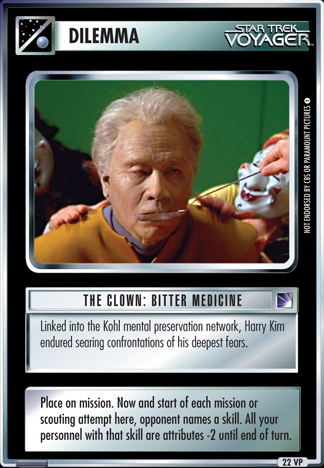 DILEMMA
STAR TREK
VOYAGER
NOT ENDORSED BY CBS OR PARAMOUNT PICTURES
THE CLOWN: BITTER MEDICINE
Linked into the Kohl mental preservation network, Harry Kim
endured searing confrontations of his deepest fears.
Place on mission. Now and start of each mission or
scouting attempt here, opponent names a skill. All your
personnel with that skill are attributes -2 until end of turn.
22 VP